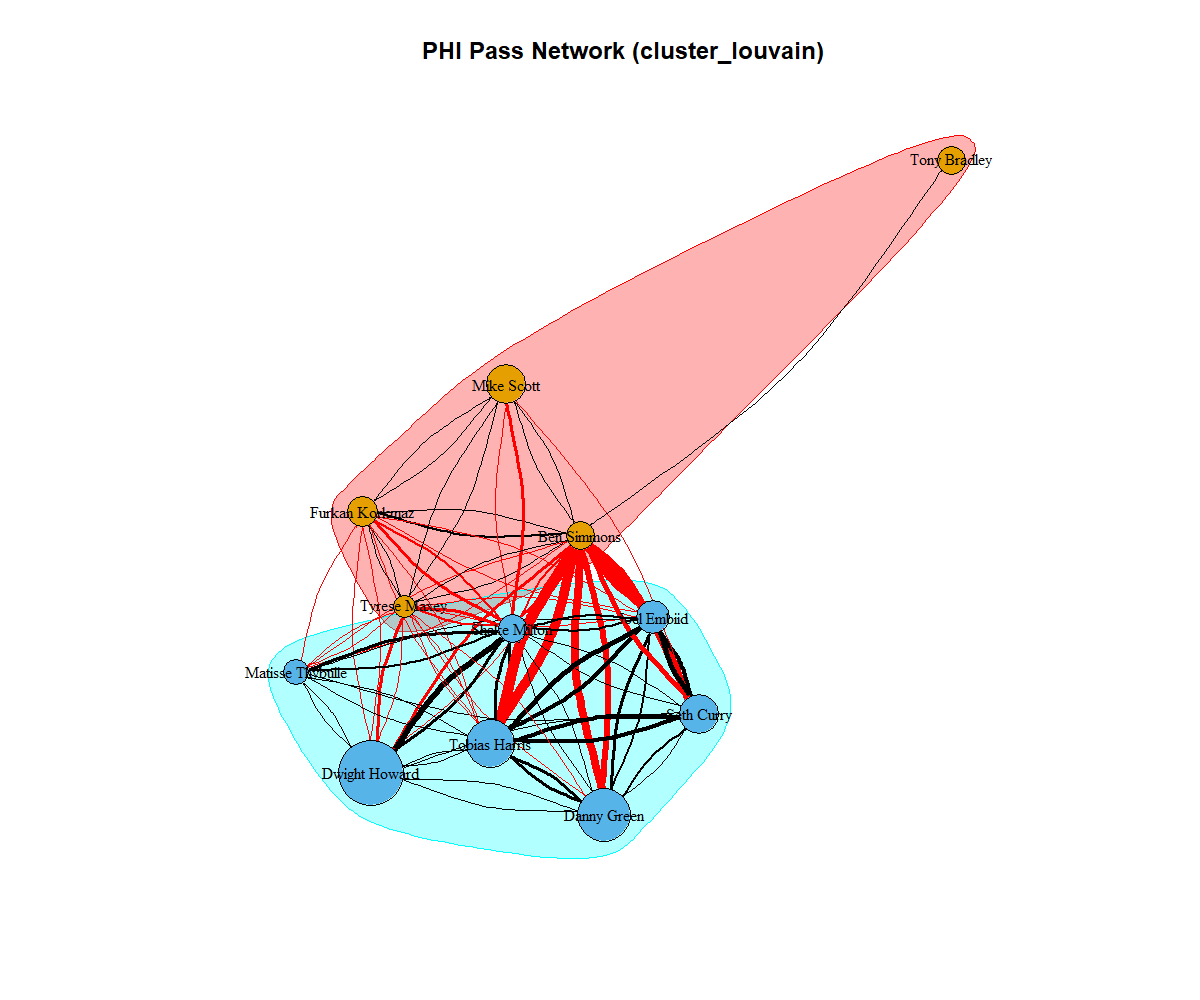 PHI Pass Network (cluster_louvain)
Tony Bradley
Mike Scott
Furkan Korkmaz
Ben Simmons
Tyrese Maxey
Joel Embiid
Shake Milton
Matisse Thybulle
Seth Curry
Tobias Harris
Dwight Howard
Danny Green